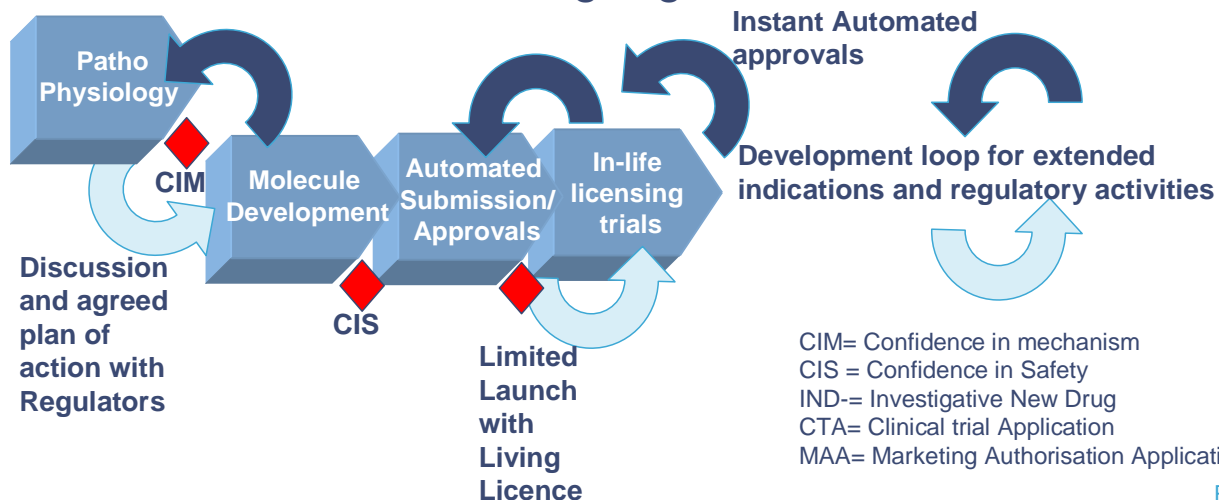 Instant Automated
approvals
Patho
Physiology
CIM
Molecule
Development
Automated
Submission/
Approvals
In-life
licensing
trials
Development loop for extended
indications and regulatory activities
Discussion
and agreed
plan of
action with
Regulators
CIS
Limited
Launch
with
Living
Licence
CIM= Confidence in mechanism
CIS = Confidence in Safety
IND-= Investigative New Drug
CTA= Clinical trial Application
MAA= Marketing Authorisation Applicati